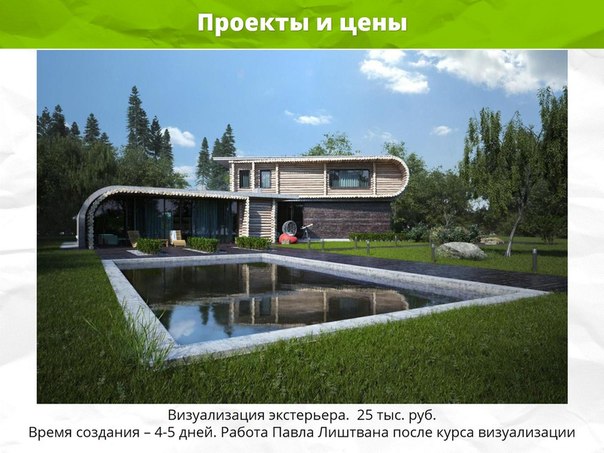 Проекты и цены
Визуализация экстерьера.  25 тыс. руб.
Время создания – 4-5 дней. Работа Павла Лиштвана после курса визуализации